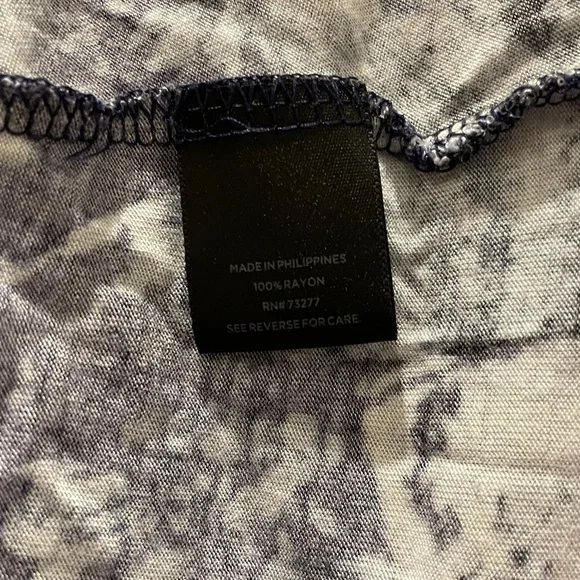 MADE IN PHILIPPINES
100% RAYON
RN# 73277
SEE REVERSE FOR CARE.